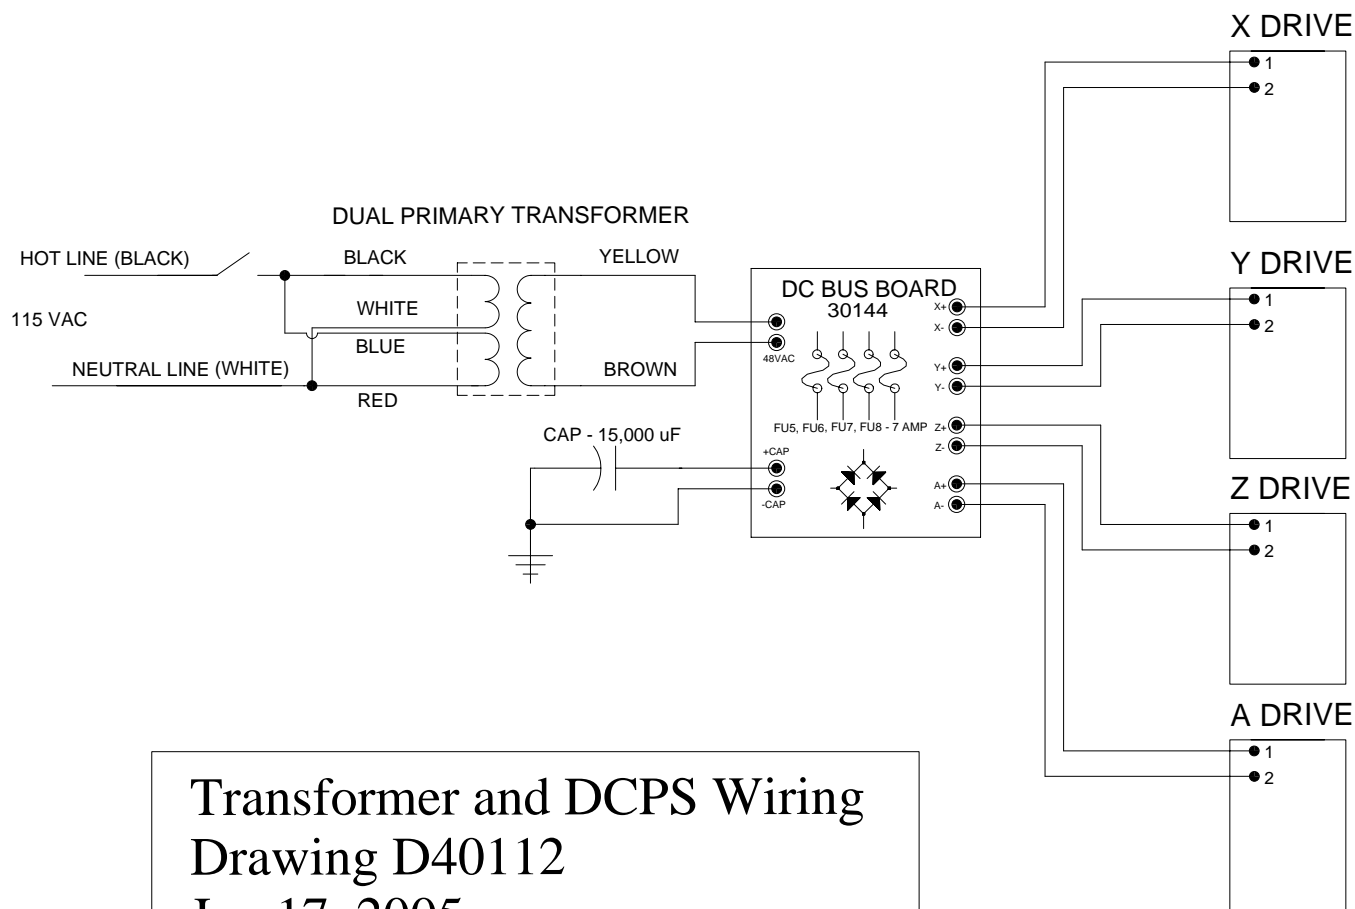 X DRIVE
1
2
Y DRIVE
1
2
Z DRIVE
1
2
A DRIVE
1
2
DUAL PRIMARY TRANSFORMER
HOT LINE (BLACK)
115 VAC
NEUTRAL LINE (WHITE)
BLACK
WHITE
BLUE
RED
YELLOW
BROWN
DC BUS BOARD
30144
48VAC
FU5, FU6, FU7, FU8 - 7 AMP
X+
X-
Y+
Y-
Z+
Z-
A+
A-
+CAP
-CAP
CAP - 15,000 uF
Transformer and DCPS Wiring
Drawing D40112
17, 2005